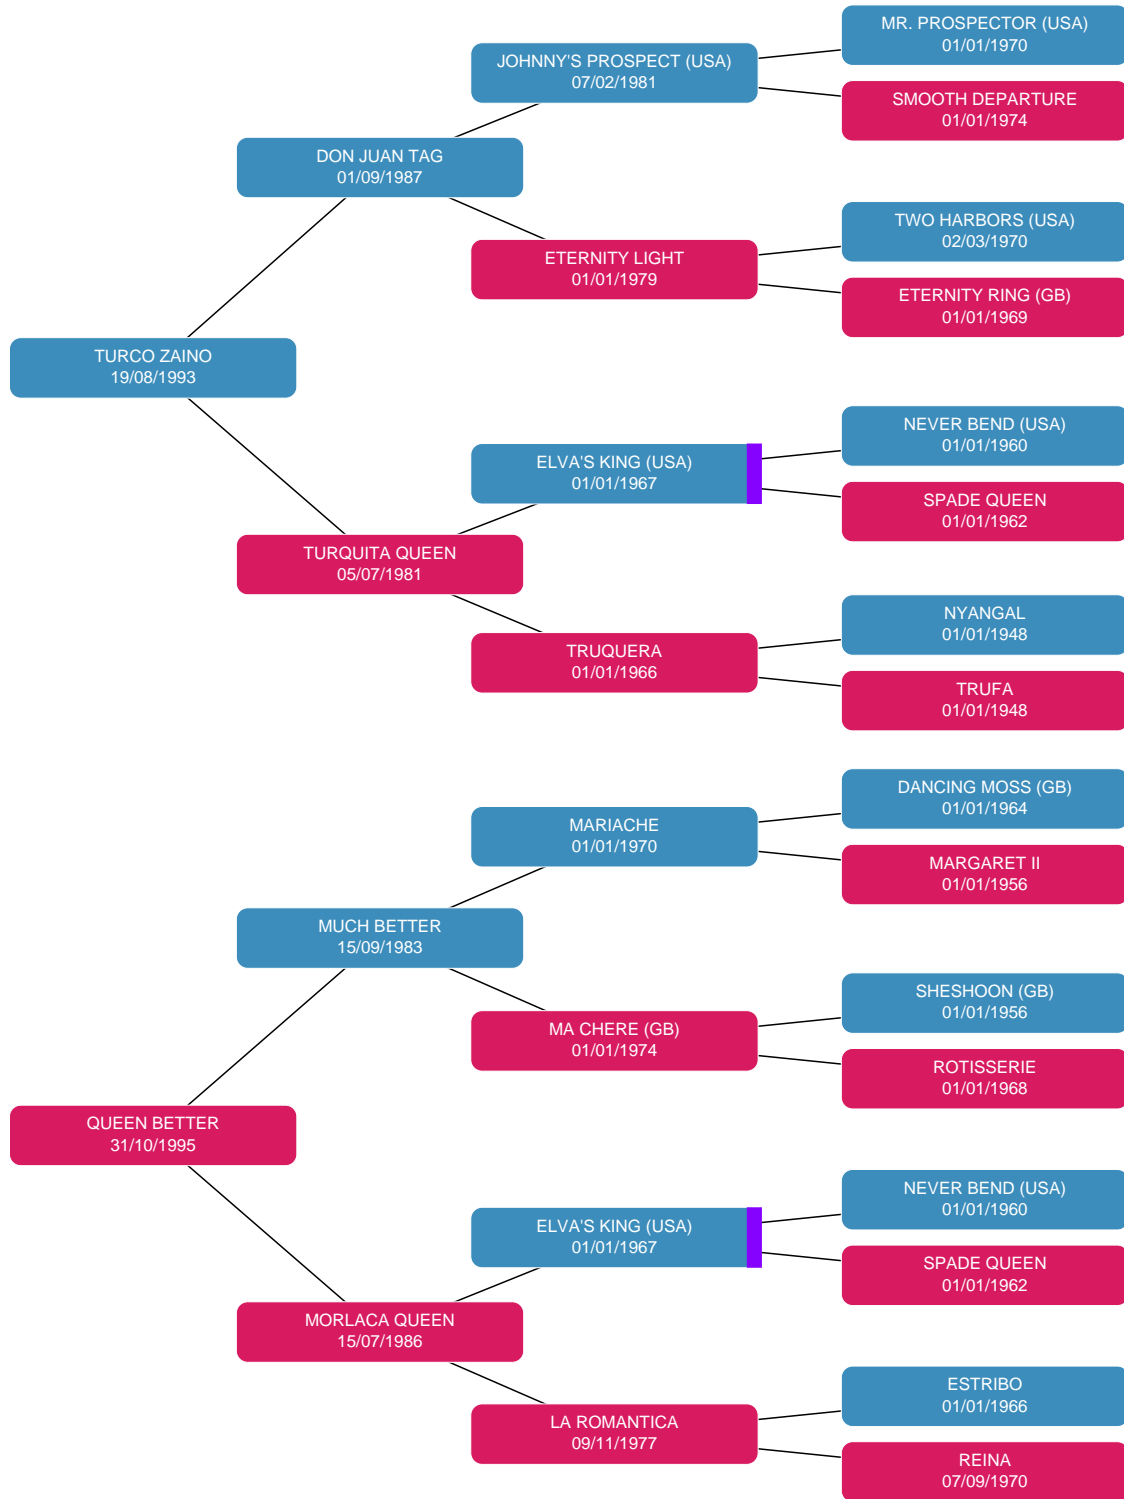 MR. PROSPECTOR (USA)
01/01/1970
JOHNNY'S PROSPECT (USA)
07/02/1981
SMOOTH DEPARTURE
01/01/1974
DON JUAN TAG
01/09/1987
TWO HARBORS (USA)
02/03/1970
ETERNITY LIGHT
01/01/1979
ETERNITY RING (GB)
01/01/1969
TURCO ZAINO
19/08/1993
NEVER BEND (USA)
01/01/1960
ELVA'S KING (USA)
01/01/1967
SPADE QUEEN
01/01/1962
TURQUITA QUEEN
05/07/1981
NYANGAL
01/01/1948
TRUQUERA
01/01/1966
TRUFA
01/01/1948
DANCING MOSS (GB)
01/01/1964
MARIACHE
01/01/1970
MARGARET II
01/01/1956
MUCH BETTER
15/09/1983
SHESHOON (GB)
01/01/1956
MA CHERE (GB)
01/01/1974
ROTISSERIE
01/01/1968
QUEEN BETTER
31/10/1995
NEVER BEND (USA)
01/01/1960
ELVA'S KING (USA)
01/01/1967
SPADE QUEEN
01/01/1962
MORLACA QUEEN
15/07/1986
ESTRIBO
01/01/1966
LA ROMANTICA
09/11/1977
REINA
07/09/1970